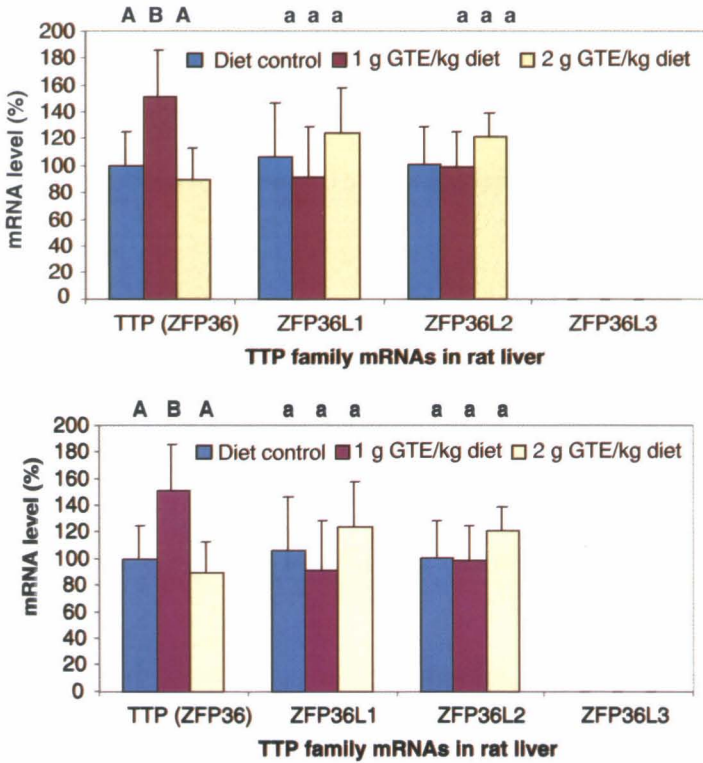 A B A a a a a a a
200
180
160
140
120
100
80
60
40
20
0
mRNA level (%)
Diet control 1 g GTE/kg diet 2 g GTE/kg diet
TTP (ZFP36) ZFP36L1 ZFP36L2 ZFP36L3
TTP family mRNAs in rat liver
A B A a a a a a a
200
180
160
140
120
100
80
60
40
20
0
mRNA level (%)
Diet control 1 g GTE/kg diet 2 g GTE/kg diet
TTP (ZFP36) ZFP36L1 ZFP36L2 ZFP36L3
TTP family mRNAs in rat liver